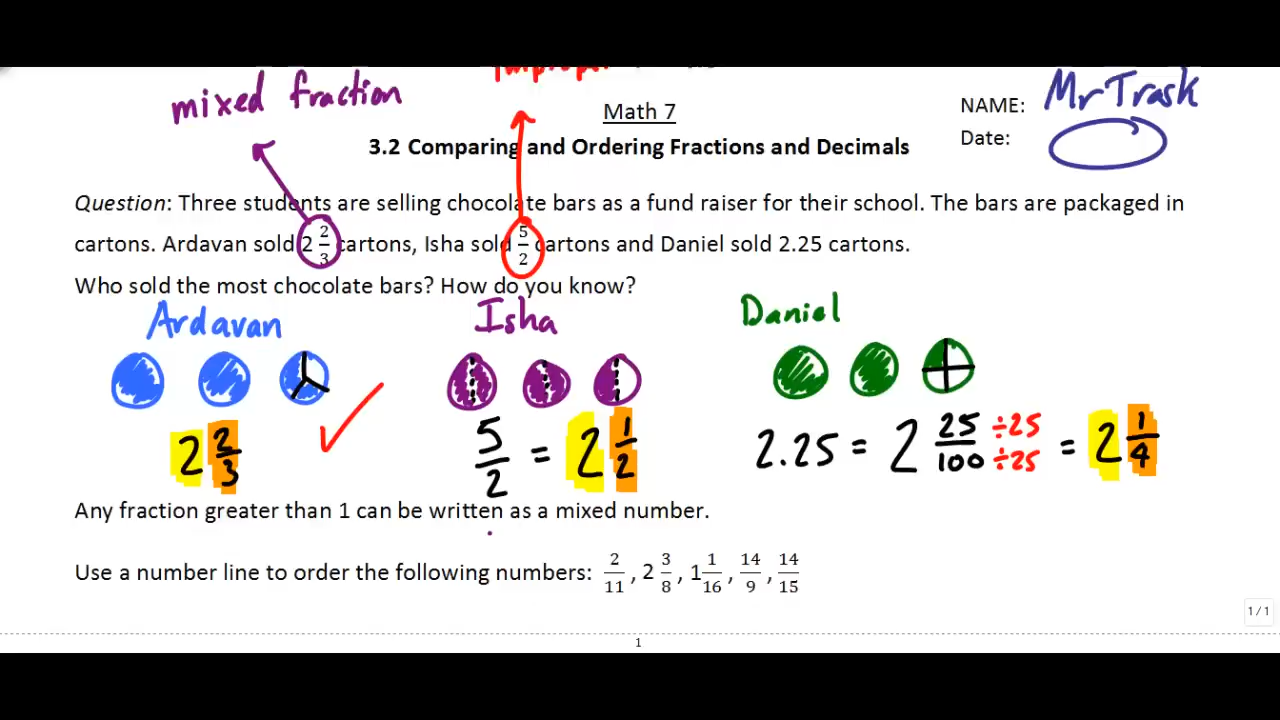 mixed fraction
Math 7
NAME: Mr Trask
3.2 Comparing and Ordering Fractions and Decimals
Date:
Question: Three students are selling chocolate bars as a fund raiser for their school. The bars are packaged in
cartons. Ardavan sold 2 2/3 cartons, Isha sold 5/2 cartons and Daniel sold 2.25 cartons.
Who sold the most chocolate bars? How do you know?
Ardavan
Isha
Daniel
2 2/3
5/2 = 2 1/2
2.25 = 2 25/100 ÷25/÷25 = 2 1/4
Any fraction greater than 1 can be written as a mixed number.
Use a number line to order the following numbers: 2/11, 2 3/8, 1 1/16, 14/9, 14/15
1/1
1